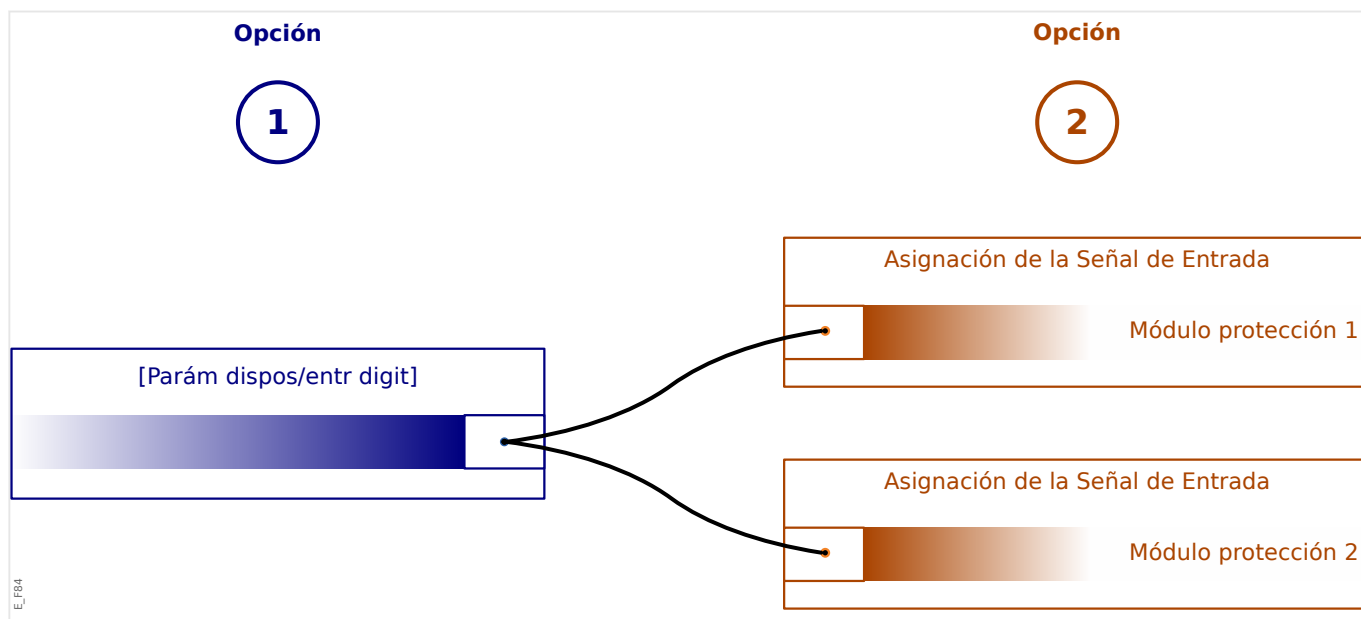 Opción
1
Opción
2
[Parám dispos/entr digit]
Asignación de la Señal de Entrada
Módulo protección 1
Asignación de la Señal de Entrada
Módulo protección 2
E_F84